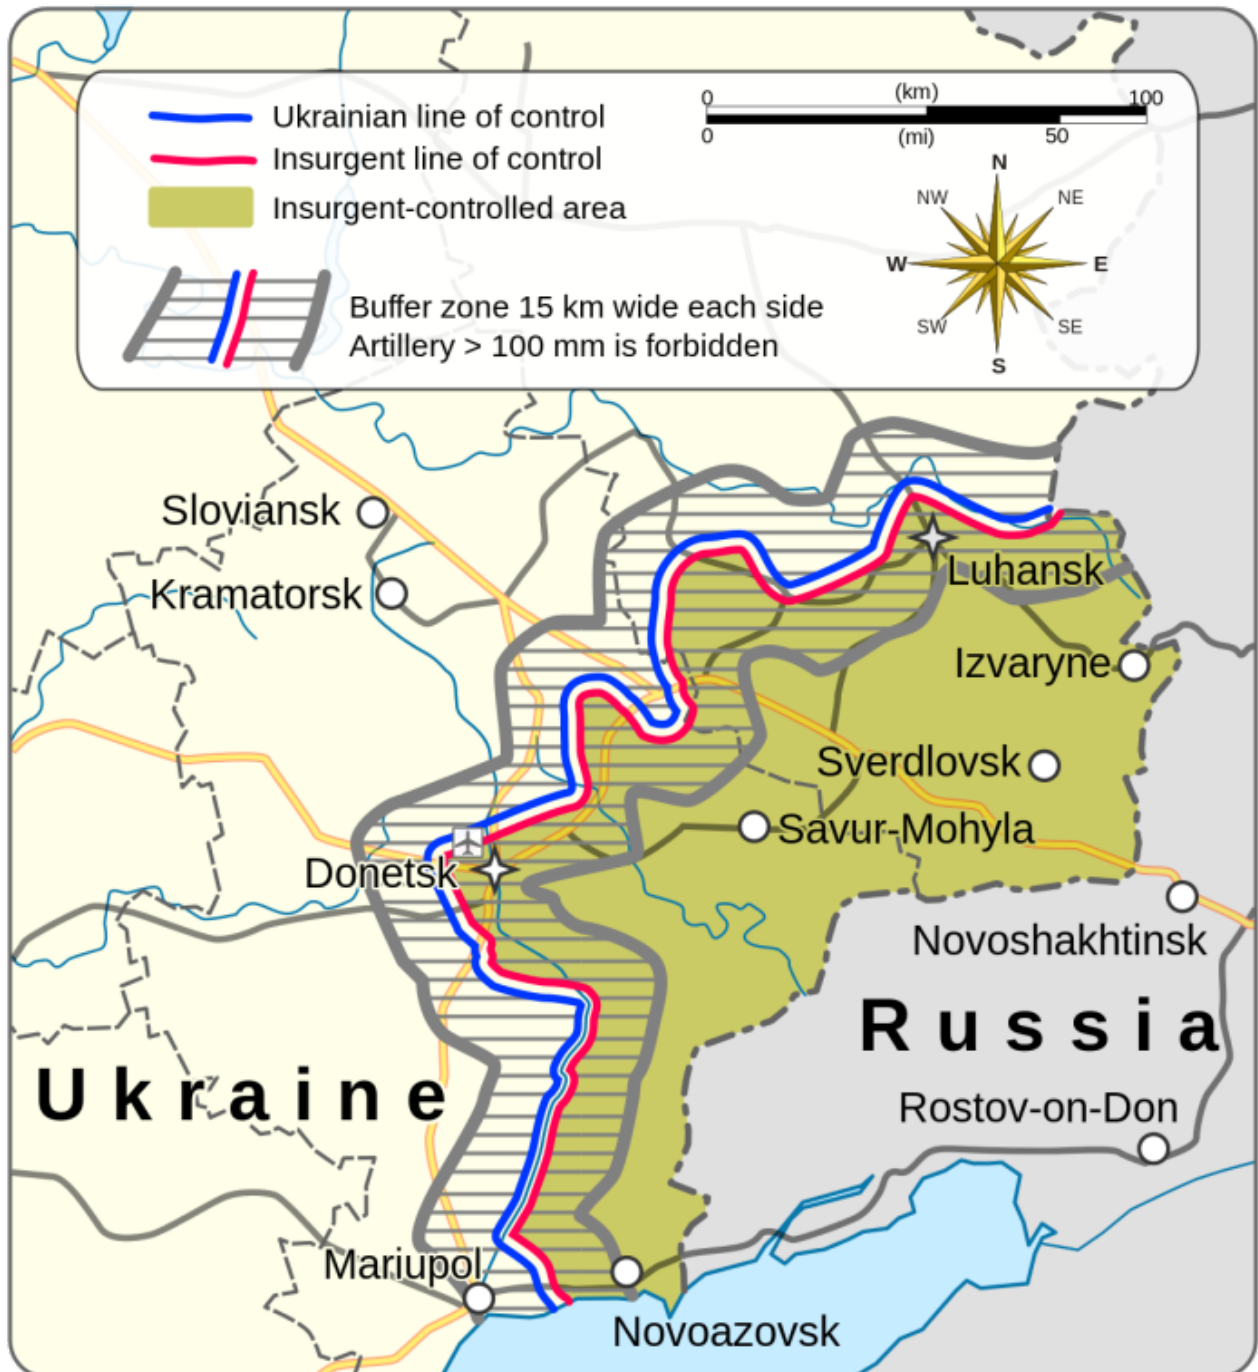 Ukrainian line of control
Insurgent line of control
Insurgent-controlled area
Buffer zone 15 km wide each side
Artillery > 100 mm is forbidden
0 (km) 100
0 (mi) 50
N
NW NE
W E
SW SE
S
Sloviansk
Kramatorsk
Luhansk
Izvaryne
Sverdlovsk
Savur-Mohyla
Donetsk
Novoshakhtinsk
Russia
Ukraine
Rostov-on-Don
Mariupol
Novoazovsk